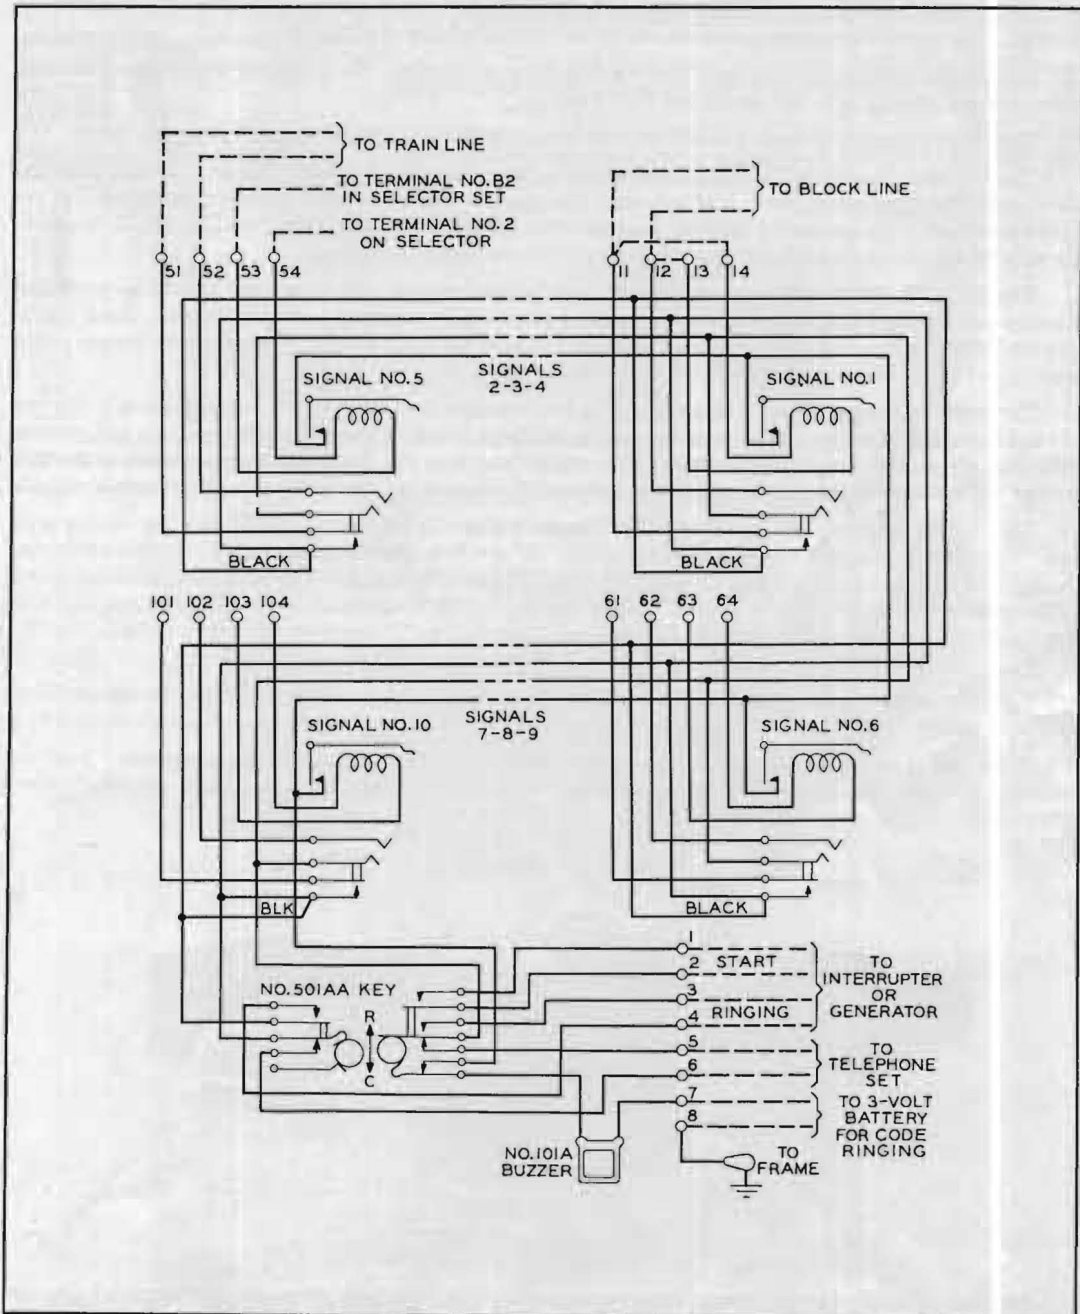 TO TRAIN LINE
TO TERMINAL NO.B2
IN SELECTOR SET
TO TERMINAL NO.2
ON SELECTOR
TO BLOCK LINE
51 52 53 54
11 12 13 14
SIGNALS
2-3-4
SIGNAL NO.5
SIGNAL NO.1
BLACK
BLACK
101 102 103 104
61 62 63 64
SIGNALS
7-8-9
SIGNAL NO.10
SIGNAL NO.6
BLK
BLACK
NO.501AA KEY
R
C
1
2 START
3
RINGING
4
5
6
7
8
TO
INTERRUPTER
OR
GENERATOR
TO
TELEPHONE
SET
TO 3-VOLT
BATTERY
FOR CODE
RINGING
NO.101A
BUZZER
TO
FRAME